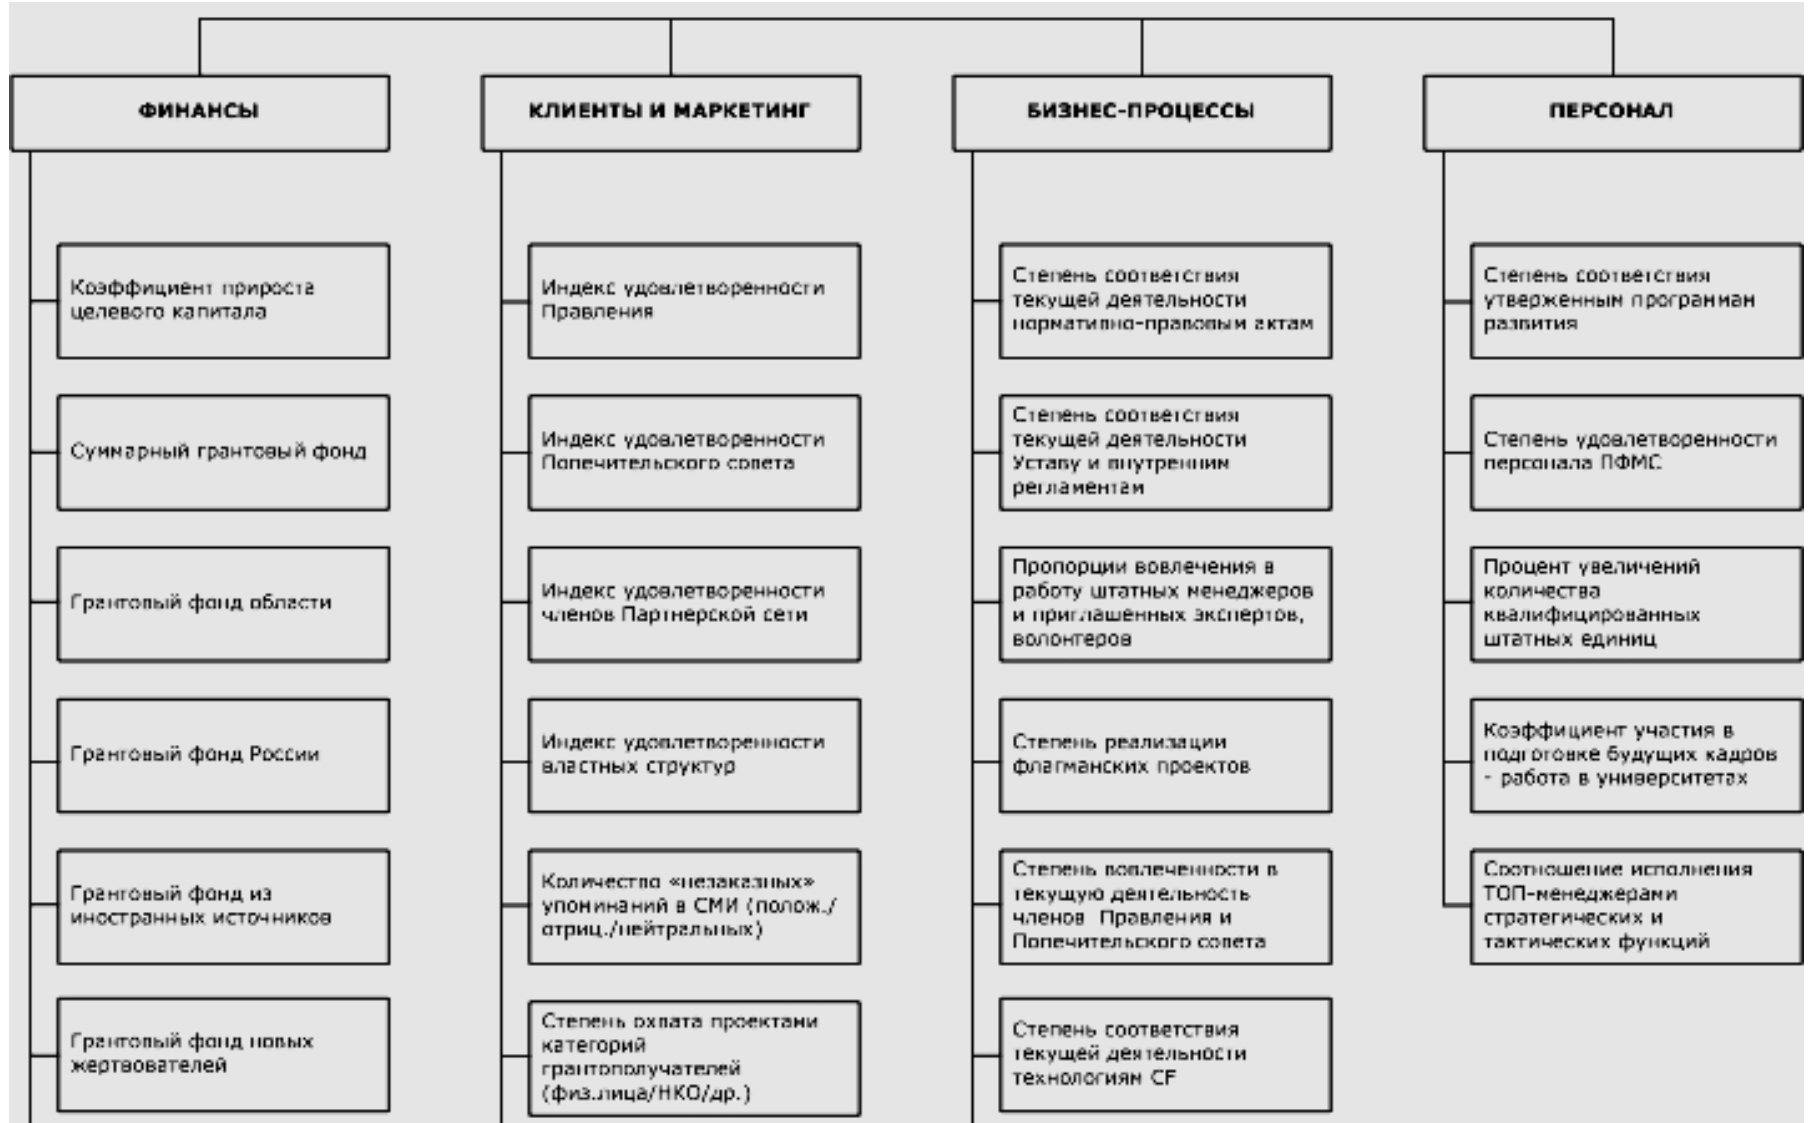 ФИНАНСЫ
Коэффициент прироста
целевого капитала
Суммарный грантовый фонд
Грантовый фонд области
Грантовый фонд России
Грантовый фонд из
иностранных источников
Грантовый фонд новых
жертвователей
КЛИЕНТЫ И МАРКЕТИНГ
Индекс удовлетворенности
Правления
Индекс удовлетворенности
Попечительского совета
Индекс удовлетворенности
членов Партнерской сети
Индекс удовлетворенности
властных структур
Количество «незаказных»
упоминаний в СМИ (полож./
отриц./нейтральных)
Степень охвата проектами
категорий
грантополучателей
(физ.лица/НКО/др.)
БИЗНЕС-ПРОЦЕССЫ
Степень соответствия
текущей деятельности
нормативно-правовым актам
Степень соответствия
текущей деятельности
Уставу и внутренним
регламентам
Пропорции вовлечения в
работу штатных менеджеров
и приглашенных экспертов,
волонтеров
Степень реализации
флагманских проектов
Степень вовлеченности в
текущую деятельность
членов Правления и
Попечительского совета
Степень соответствия
текущей деятельности
технологиям CF
ПЕРСОНАЛ
Степень соответствия
утвержденным программам
развития
Степень удовлетворенности
персонала ПФМС
Процент увеличений
количества
квалифицированных
штатных единиц
Коэффициент участия в
подготовке будущих кадров
- работа в университетах
Соотношение исполнения
ТОП-менеджерами
стратегических и
тактических функций